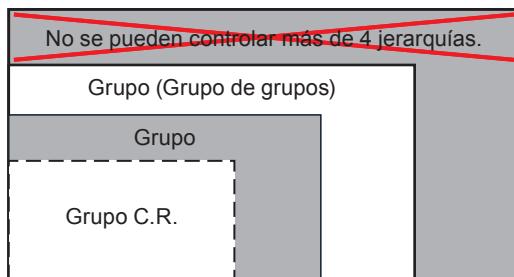 No se pueden controlar más de 4 jerarquías.
Grupo (Grupo de grupos)
Grupo
Grupo C.R.